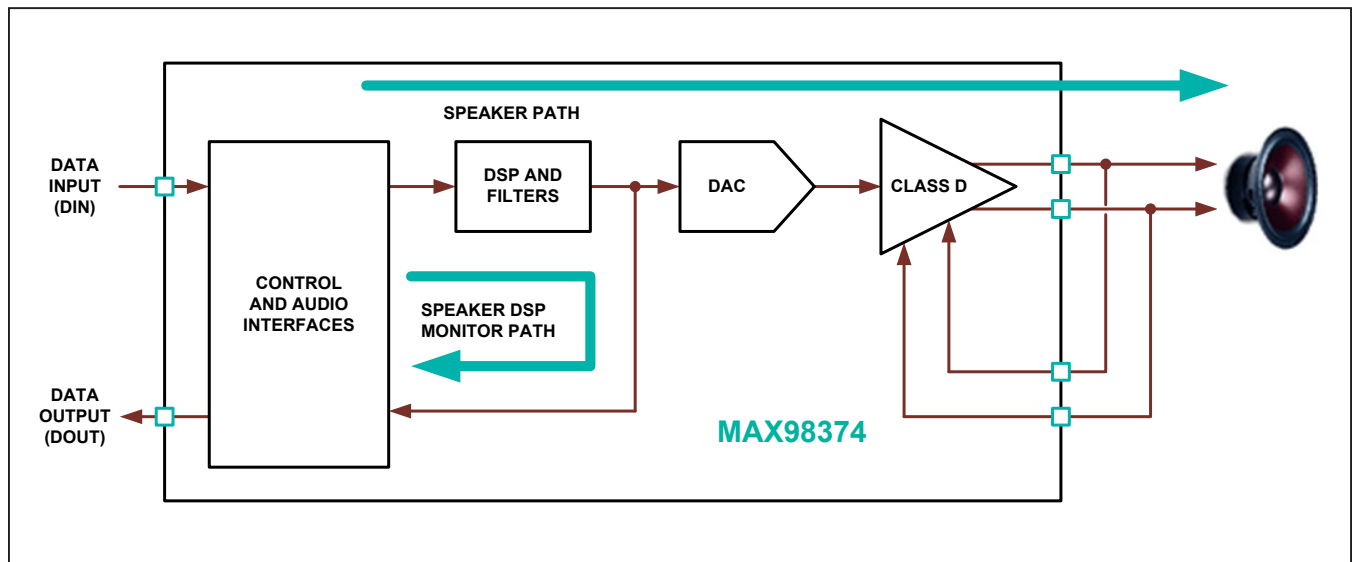 SPEAKER PATH
DATA
INPUT
(DIN)
DSP AND
FILTERS
DAC
CLASS D
CONTROL
AND AUDIO
INTERFACES
SPEAKER DSP
MONITOR PATH
DATA
OUTPUT
(DOUT)
MAX98374